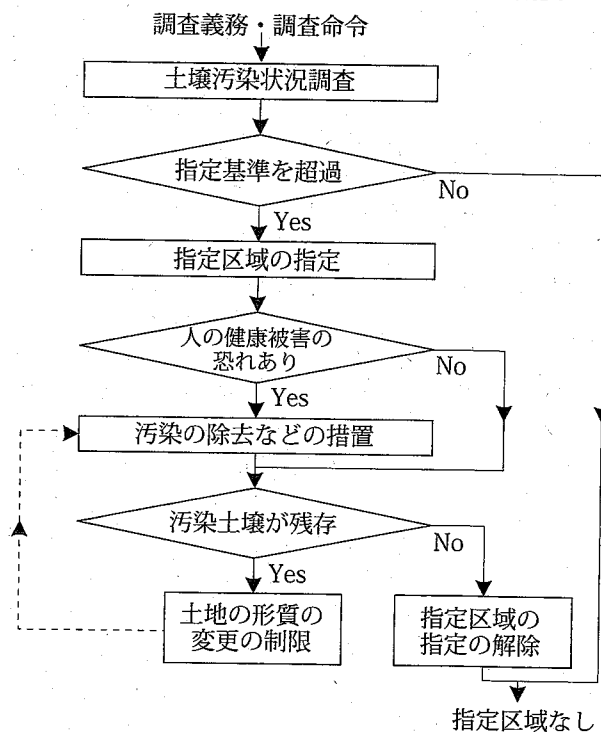 調査義務・調査命令
土壌汚染状況調査
指定基準を超過
No
Yes
指定区域の指定
人の健康被害の
恐れあり
No
Yes
汚染の除去などの措置
汚染土壌が残存
No
Yes
土地の形質の
変更の制限
指定区域の
指定の解除
指定区域なし